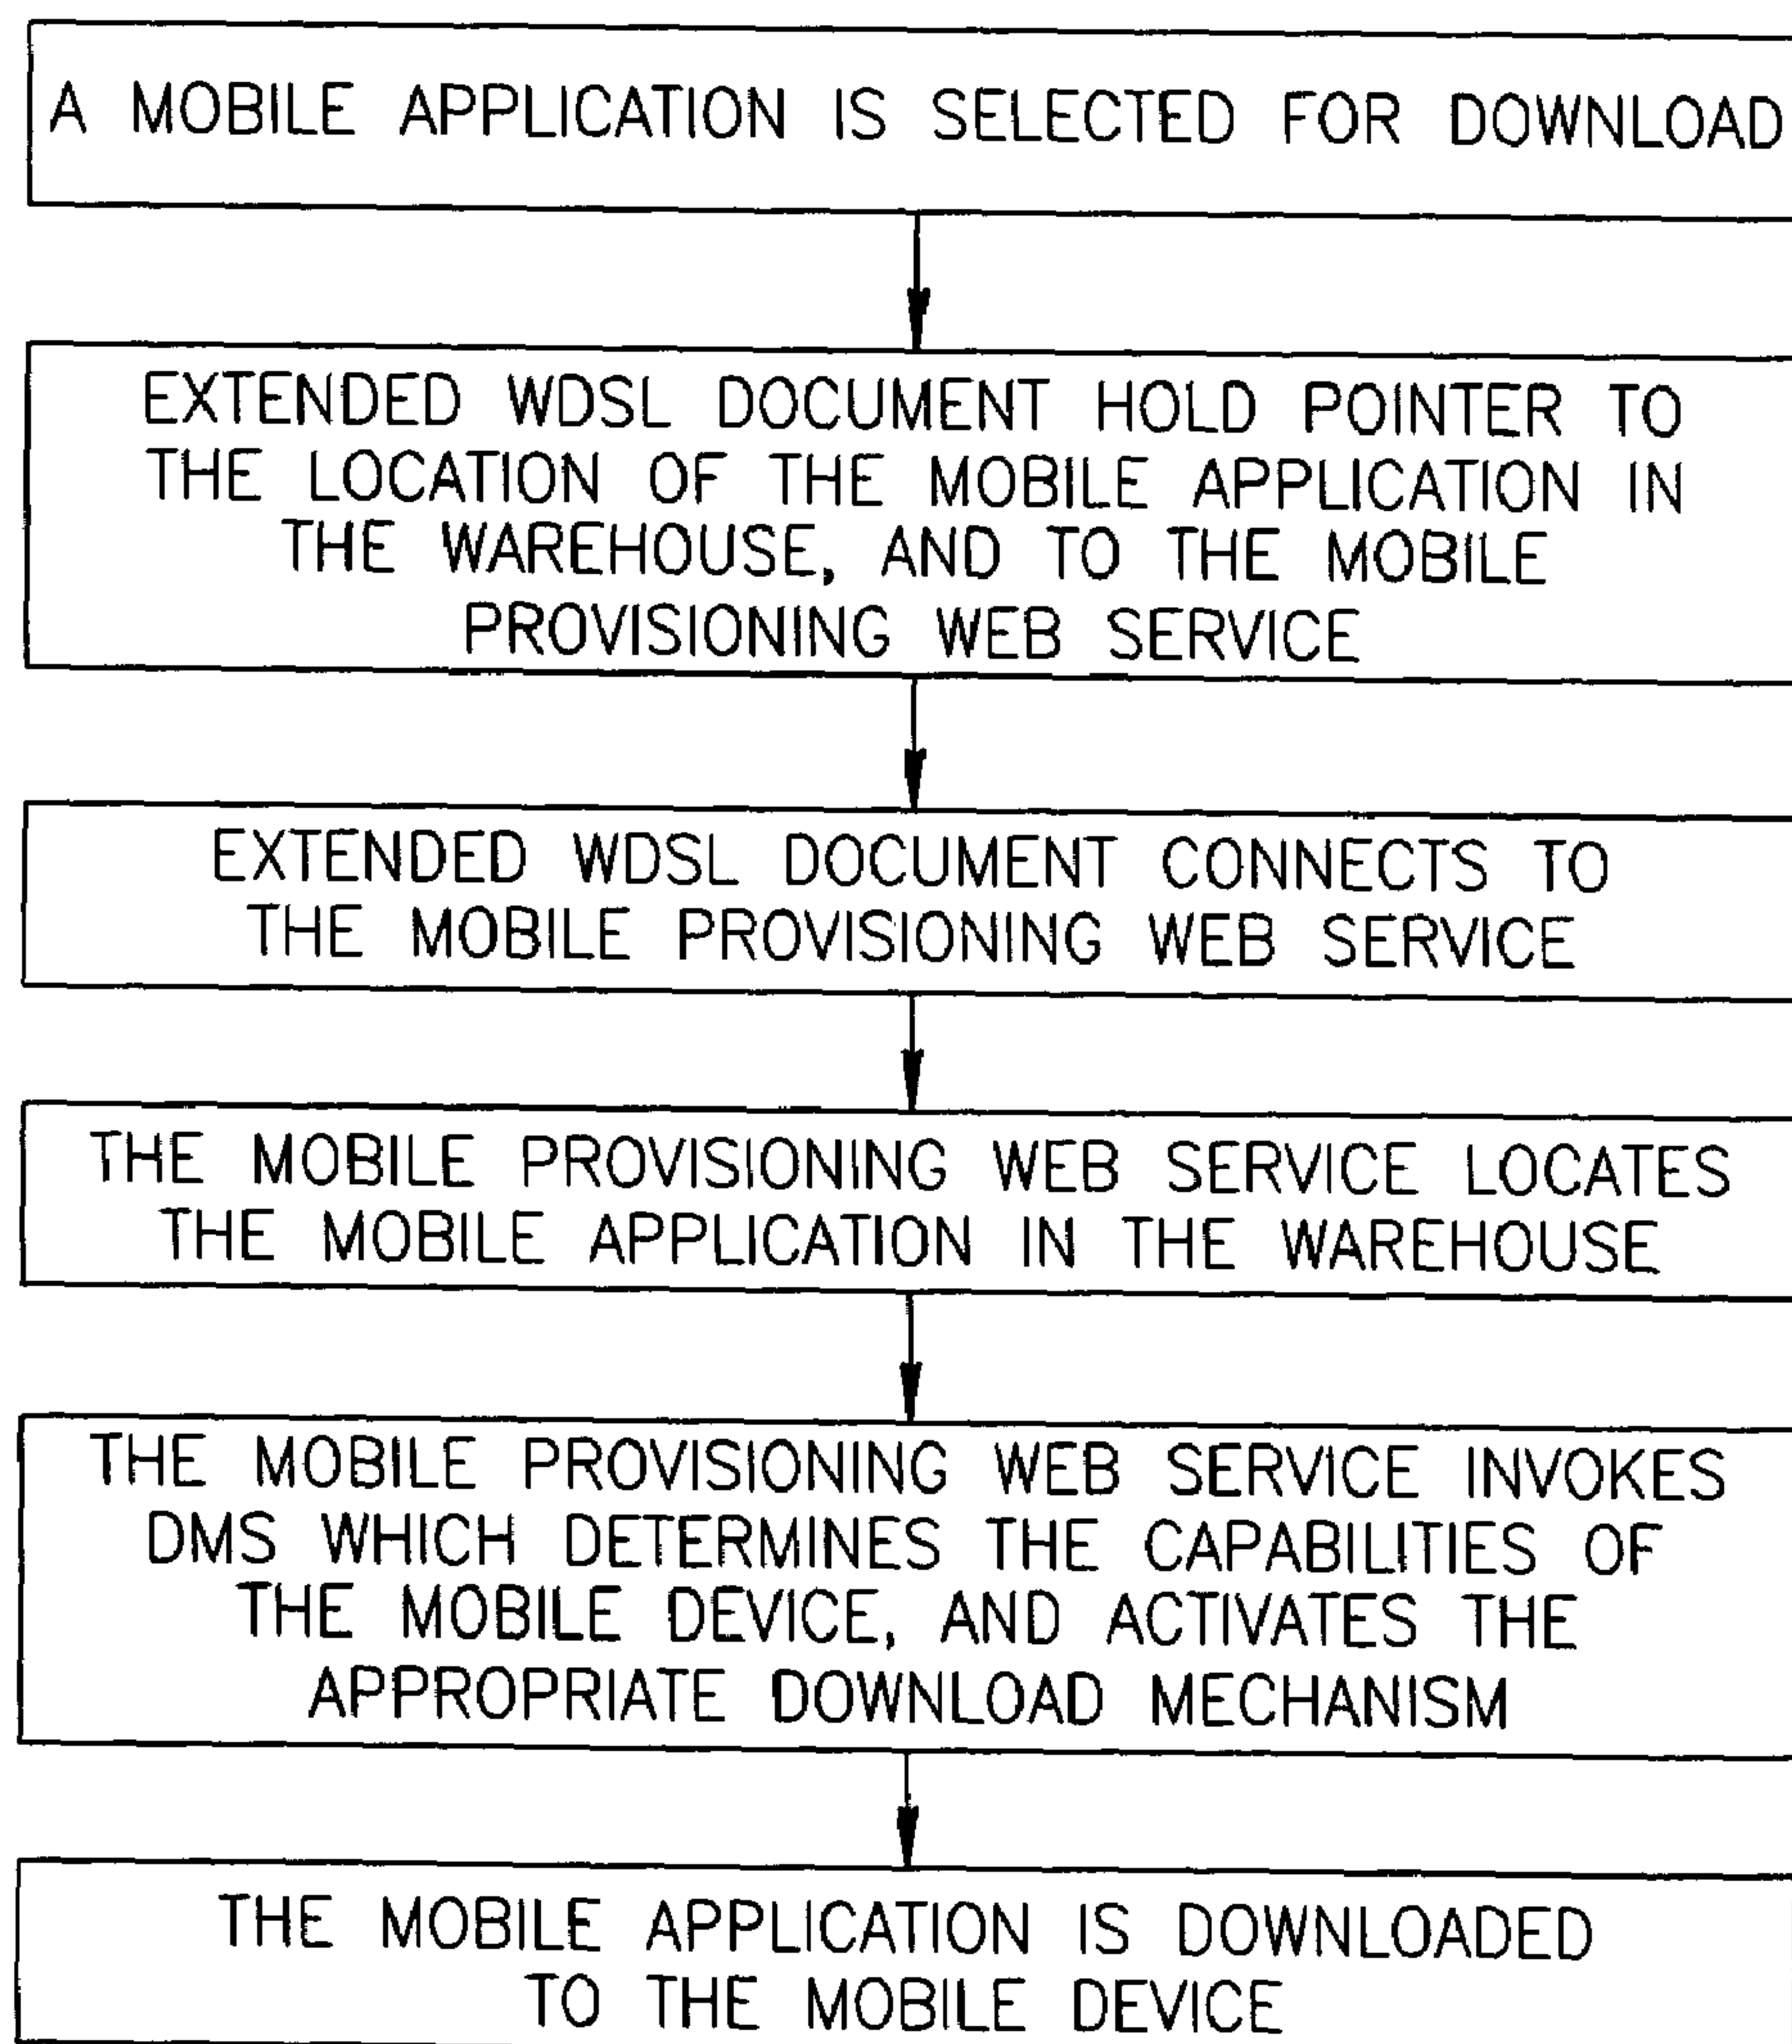 A MOBILE APPLICATION IS SELECTED FOR DOWNLOAD
EXTENDED WDSL DOCUMENT HOLD POINTER TO
THE LOCATION OF THE MOBILE APPLICATION IN
THE WAREHOUSE, AND TO THE MOBILE
PROVISIONING WEB SERVICE
EXTENDED WDSL DOCUMENT CONNECTS TO
THE MOBILE PROVISIONING WEB SERVICE
THE MOBILE PROVISIONING WEB SERVICE LOCATES
THE MOBILE APPLICATION IN THE WAREHOUSE
THE MOBILE PROVISIONING WEB SERVICE INVOKES
DMS WHICH DETERMINES THE CAPABILITIES OF
THE MOBILE DEVICE, AND ACTIVATES THE
APPROPRIATE DOWNLOAD MECHANISM
THE MOBILE APPLICATION IS DOWNLOADED
TO THE MOBILE DEVICE